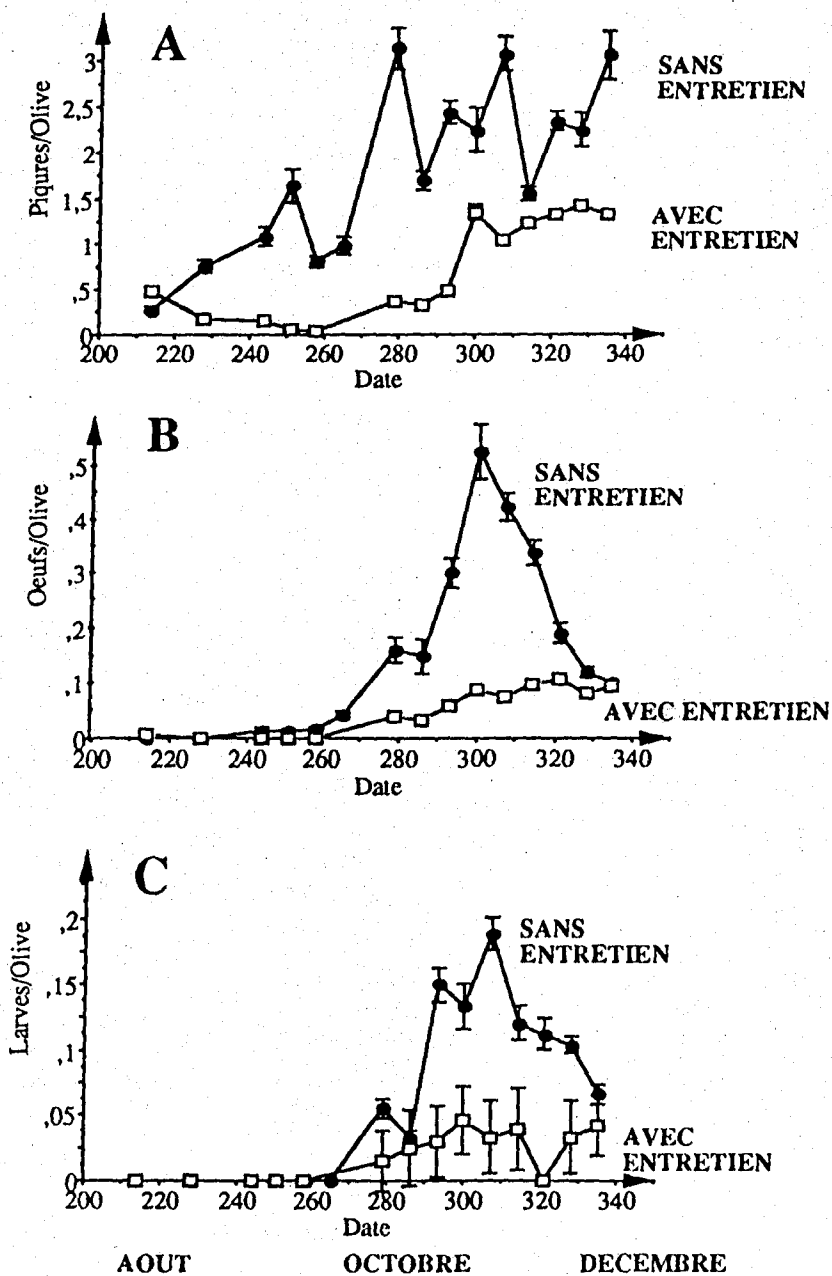 A
Piqures/Olive
3
2,5
2
1,5
1
,5
0
200 220 240 260 280 300 320 340
Date
SANS
ENTRETIEN
AVEC
ENTRETIEN
B
Oeufs/Olive
,5
,4
,3
,2
,1
0
200 220 240 260 280 300 320 340
Date
SANS
ENTRETIEN
AVEC ENTRETIEN
C
Larves/Olive
,2
,15
,1
,05
0
200 220 240 260 280 300 320 340
Date
SANS
ENTRETIEN
AVEC
ENTRETIEN
AOUT OCTOBRE DECEMBRE